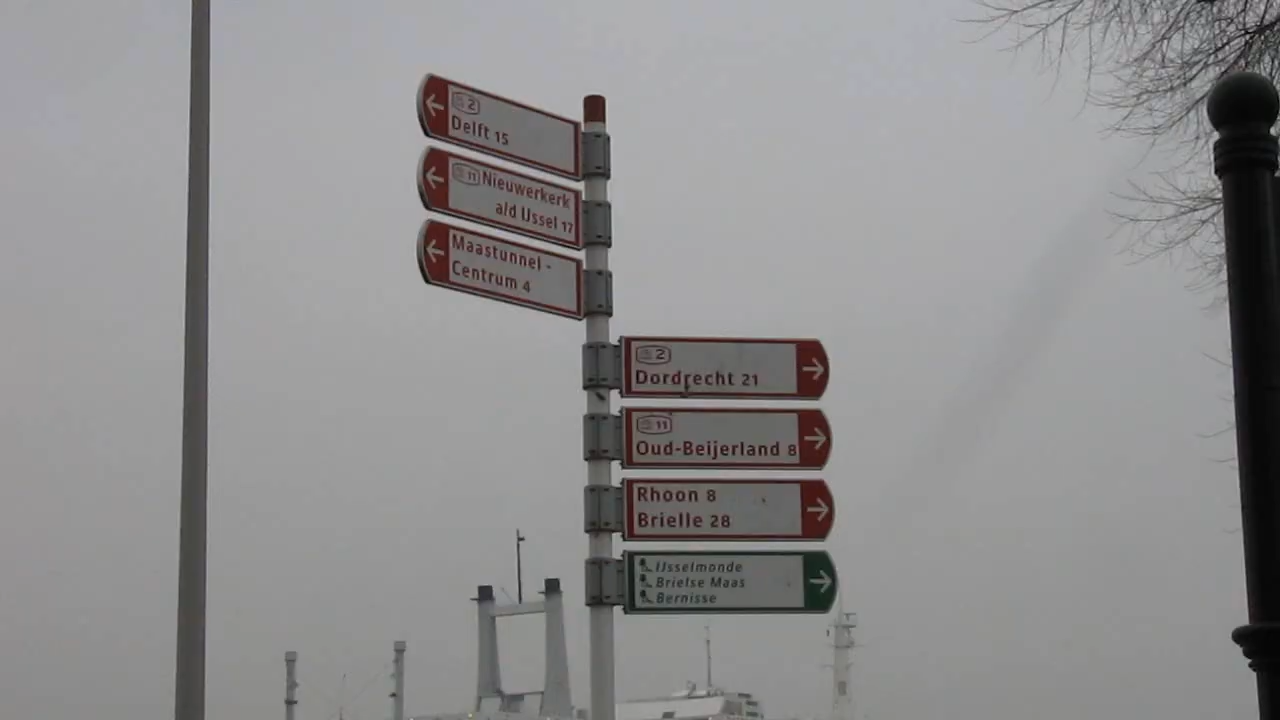 2
Delft 15
11 Nieuwerkerk
a/d IJssel 17
Maastunnel -
Centrum 4
2
Dordrecht 21
11
Oud-Beijerland 8
Rhoon 8
Brielle 28
IJsselmonde
Brielse Maas
Bernisse